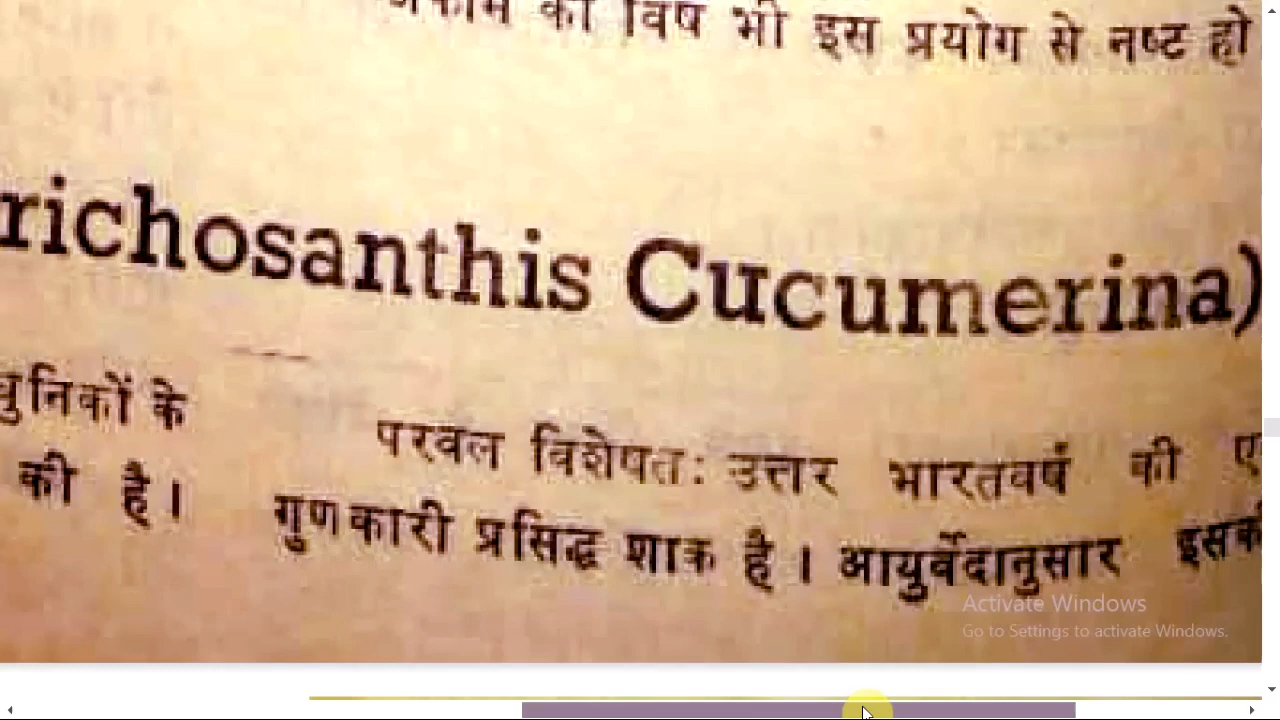 का विष भी इस प्रयोग से नष्ट हो
richosanthis Cucumerina)
के
परवल विशेषत: उत्तर भारतवर्ष की ए
की है।
गुणकारी प्रसिद्ध शाक है । आयुर्वेदानुसार इसकी
Activate Windows
Go to Settings to activate Windows.